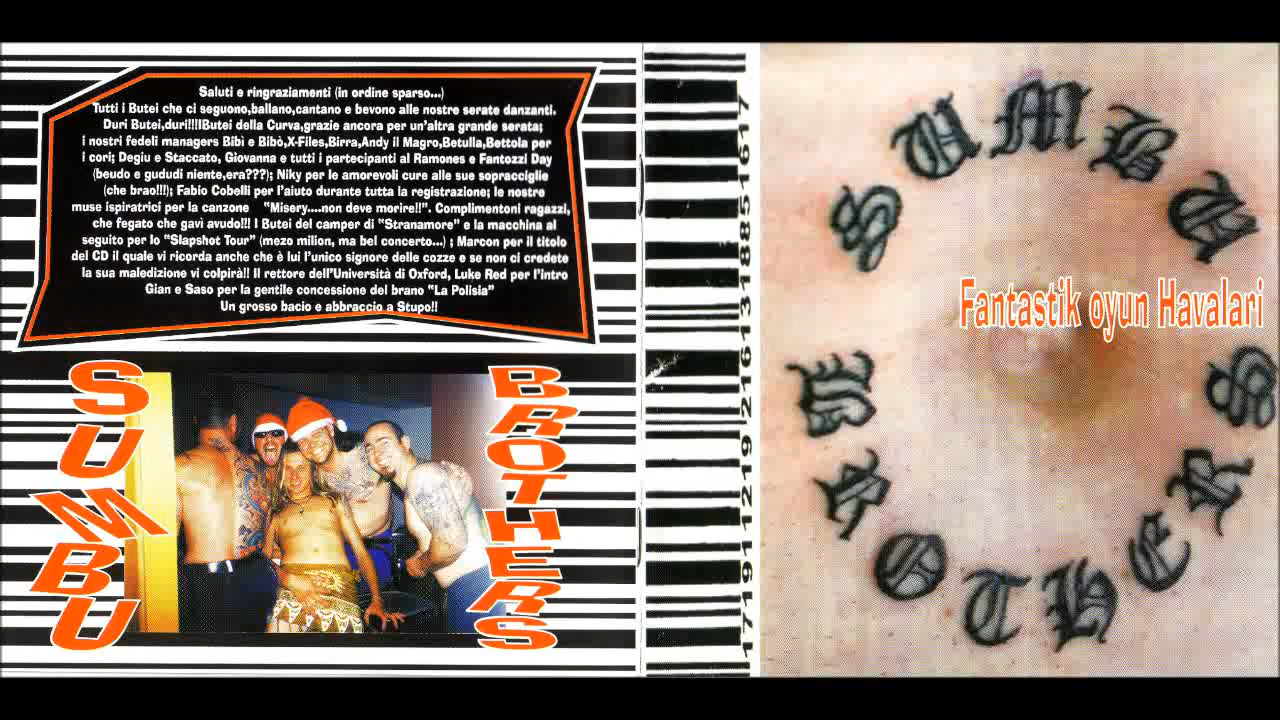 Saluti e ringraziamenti (in ordine sparso...)
Tutti i Butei che ci seguono,ballano,cantano e bevono alle nostre serate danzanti.
Duri Butei,duri!!!!IButei della Curva,grazie ancora per un'altra grande serata;
i nostri fedeli managers Bibì e Bibò,X-Files,Birra,Andy il Magro,Betulla,Bettola per
i cori; Degiu e Staccato, Giovanna e tutti i partecipanti al Ramones e Fantozzi Day
(beudo e gududi niente,era???); Niky per le amorevoli cure alle sue sopracciglie
(che brao!!!); Fabio Cobelli per l'aiuto durante tutta la registrazione; le nostre
muse ispiratrici per la canzone "Misery....non deve morire!!". Complimentoni ragazzi,
che fegato che gavì avudo!!! I Butei del camper di "Stranamore" e la macchina al
seguito per lo "Slapshot Tour" (mezo milion, ma bel concerto...) ; Marcon per il titolo
del CD il quale vi ricorda anche che è lui l'unico signore delle cozze e se non ci credete
la sua maledizione vi colpirà!! Il rettore dell'Università di Oxford, Luke Red per l'intro
Gian e Saso per la gentile concessione del brano "La Polisia"
Un grosso bacio e abbraccio a Stupo!!
SUMBU
BROTHERS
1719112192161318851617
SUMBU
BROTHERS
Fantastik oyun Havalari